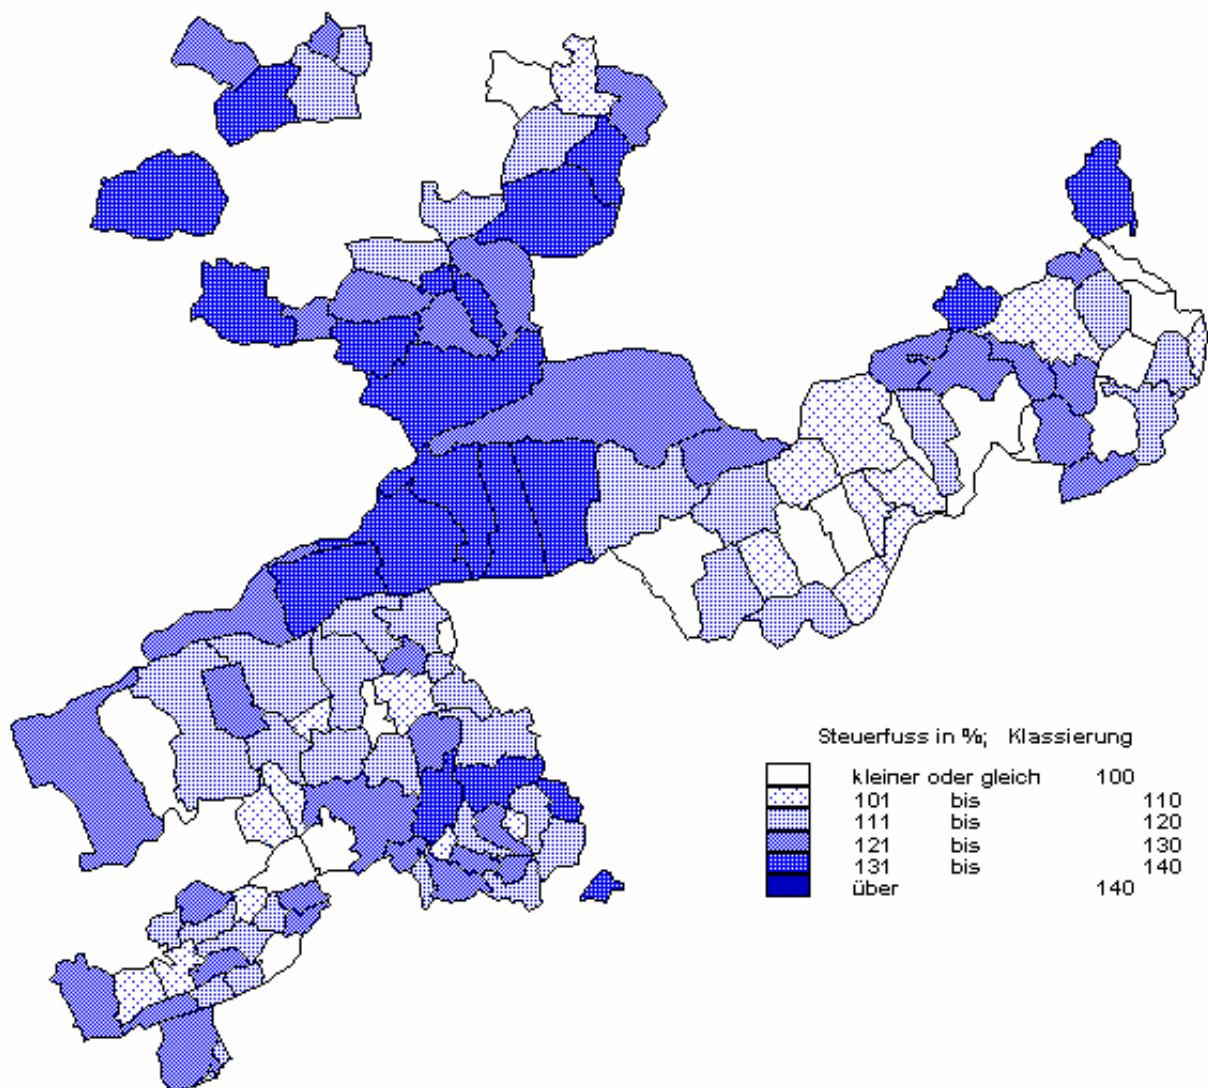 Steuerfuss in %; Klassierung
kleiner oder gleich 100
101 bis 110
111 bis 120
121 bis 130
131 bis 140
über 140